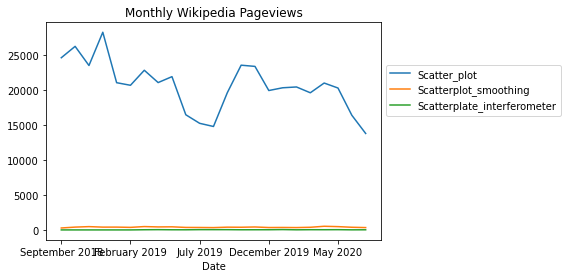 Monthly Wikipedia Pageviews
25000
20000
15000
10000
5000
0
September 2018 February 2019 July 2019 December 2019 May 2020
Date
Scatter_plot
Scatterplot_smoothing
Scatterplate_interferometer